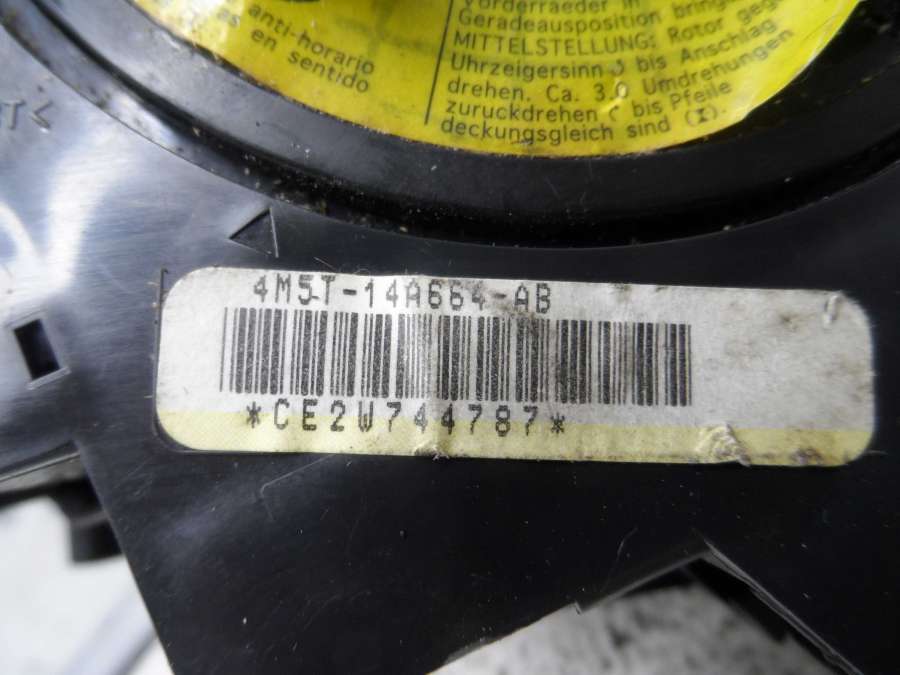 anti-horario
en sentido
Vorderraeder in
Geradeausposition bringen
MITTELSTELLUNG: Rotor gegen
Uhrzeigersinn bis Anschlag
drehen. Ca. 3.0 Umdrehungen
zuruckdrehen bis Pfeile
deckungsgleich sind (I).
4M5T-14A664-AB
*CE2W744787*